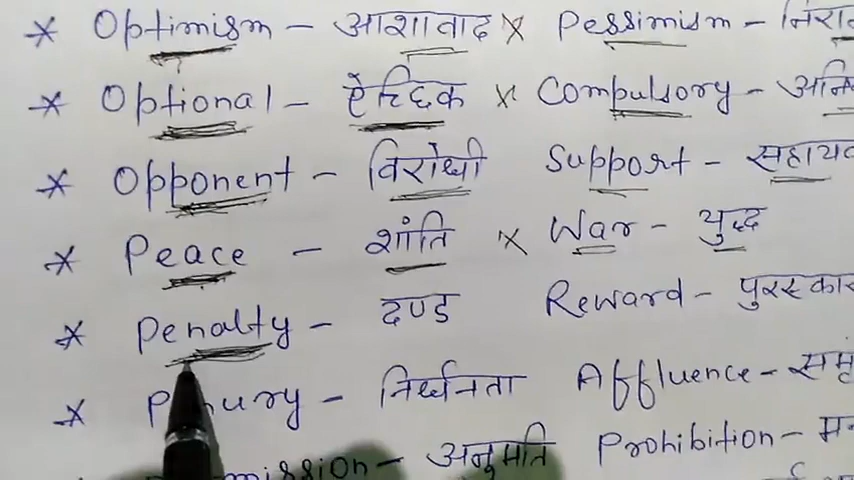 * Optimism - आशावाद × Pessimism -
* Optional - ऐच्छिक × Compulsory -
* Opponent - विरोधी Support -
* Peace - शांति × War - युद्ध
* Penalty - दण्ड Reward - पुरस्कार
* - निर्धनता Affluence -
mission - अनुमति Prohibition -